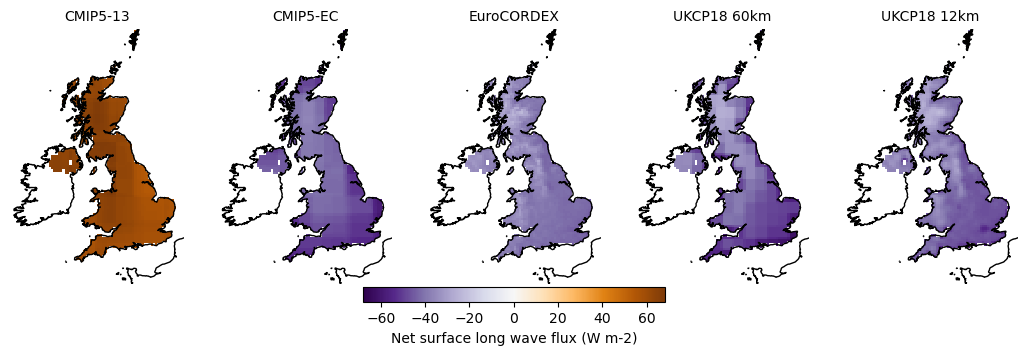 CMIP5-13 CMIP5-EC EuroCORDEX UKCP18 60km UKCP18 12km
−60 −40 −20 0 20 40 60
Net surface long wave flux (W m-2)